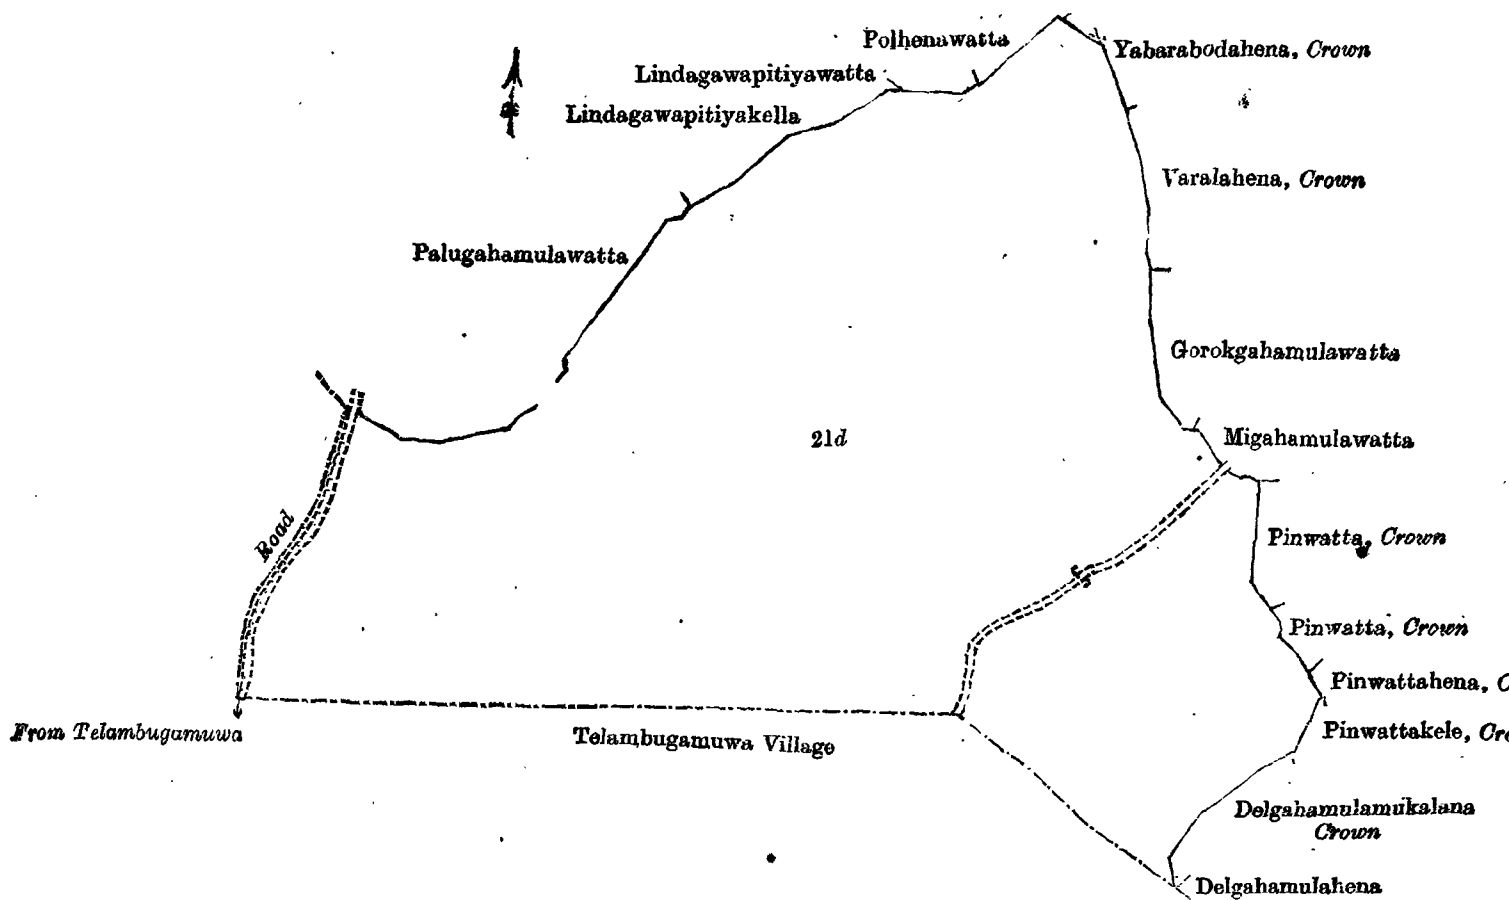 Polhenawatta
Yabarabodahena, Crown
Lindagawapitiyawatta
Lindagawapitiyakella
Varalahena, Crown
Palugahamulawatta
Gorokgahamulawatta
21d
Migahamulawatta
Road
Pinwatta, Crown
Pinwatta, Crown
Pinwattahena, C
Pinwattakele, Cro
From Telambugamuwa
Telambugamuwa Village
Delgahamulamukalana
Crown
Delgahamulahena